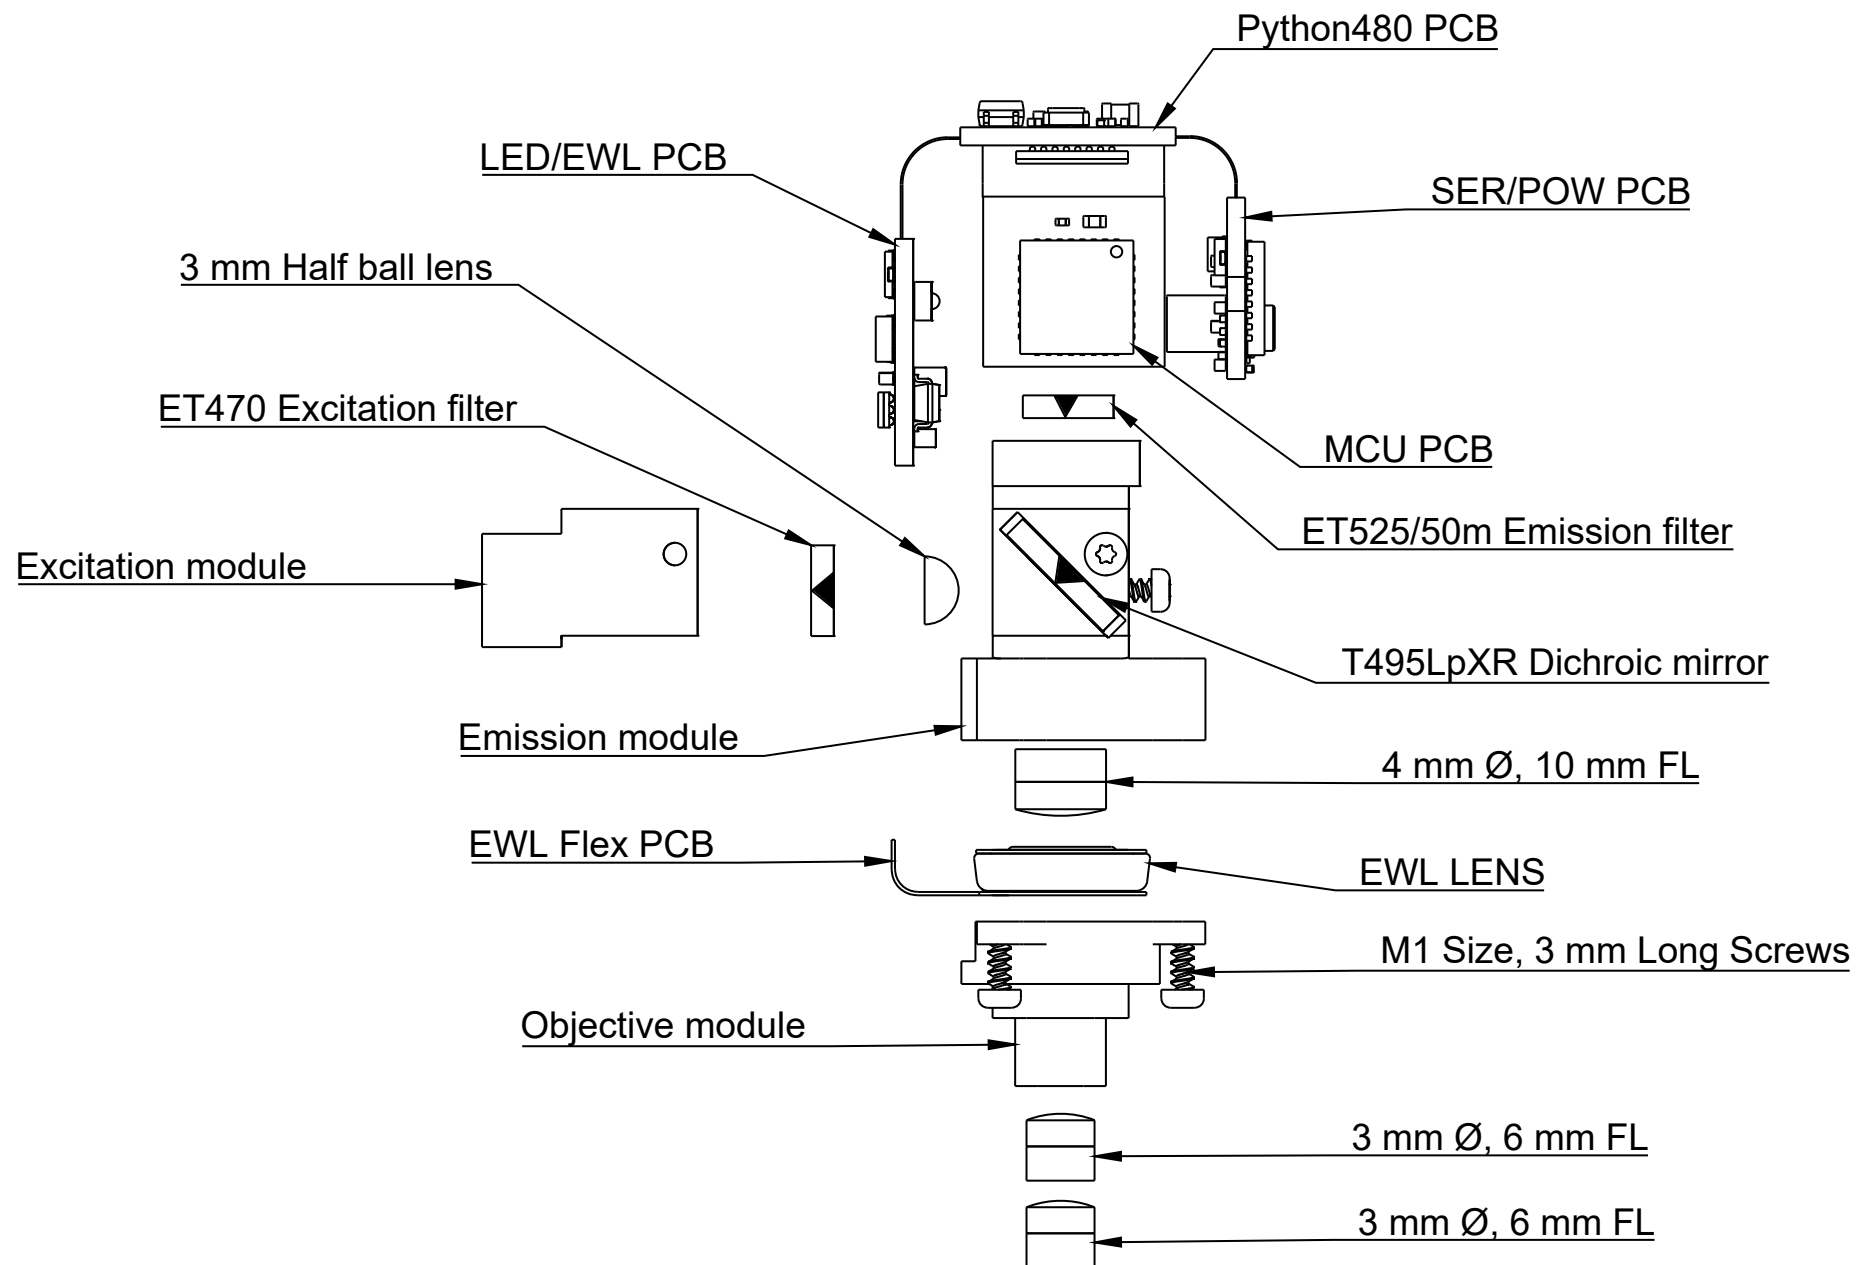 Python480 PCB
LED/EWL PCB
SER/POW PCB
3 mm Half ball lens
ET470 Excitation filter
MCU PCB
ET525/50m Emission filter
Excitation module
T495LpXR Dichroic mirror
Emission module
4 mm Ø, 10 mm FL
EWL Flex PCB
EWL LENS
M1 Size, 3 mm Long Screws
Objective module
3 mm Ø, 6 mm FL
3 mm Ø, 6 mm FL